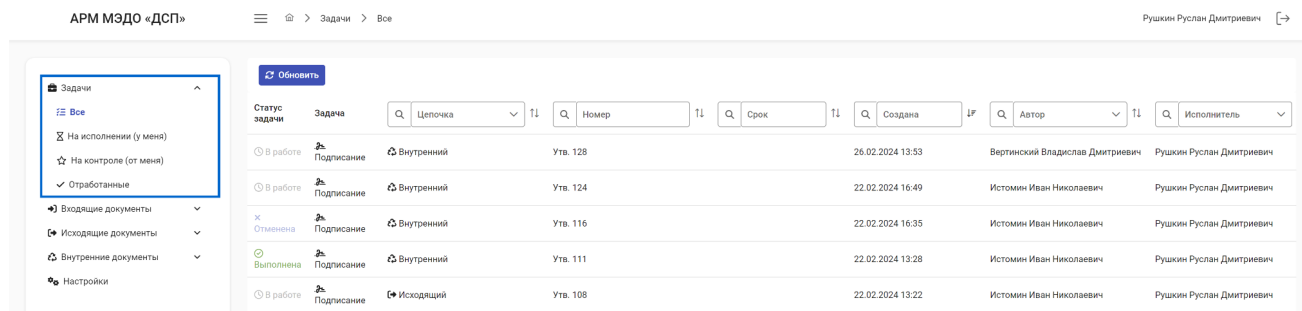 АРМ МЭДО «ДСП»
Задачи > Все
Рушкин Руслан Дмитриевич
Задачи
Все
На исполнении (у меня)
На контроле (от меня)
Отработанные
Входящие документы
Исходящие документы
Внутренние документы
Настройки
Обновить
Статус задачи Задача Цепочка Номер Срок Создана Автор Исполнитель
В работе Подписание Внутренний Утв. 128 26.02.2024 13:53 Вертинский Владислав Дмитриевич Рушкин Руслан Дмитриевич
В работе Подписание Внутренний Утв. 124 22.02.2024 16:49 Истомин Иван Николаевич Рушкин Руслан Дмитриевич
Отменена Подписание Внутренний Утв. 116 22.02.2024 16:35 Истомин Иван Николаевич Рушкин Руслан Дмитриевич
Выполнена Подписание Внутренний Утв. 111 22.02.2024 13:28 Истомин Иван Николаевич Рушкин Руслан Дмитриевич
В работе Подписание Исходящий Утв. 108 22.02.2024 13:22 Истомин Иван Николаевич Рушкин Руслан Дмитриевич